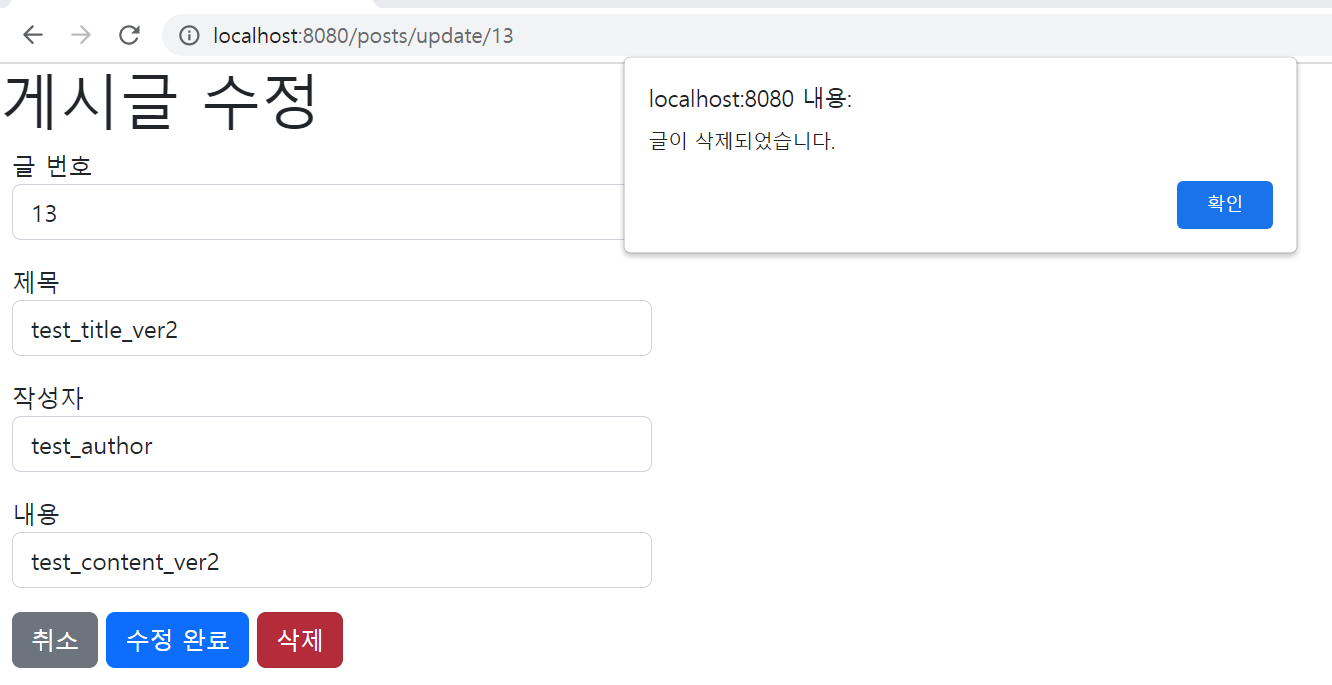 localhost:8080/posts/update/13
게시글 수정
localhost:8080 내용:
글이 삭제되었습니다.
확인
글 번호
13
제목
test_title_ver2
작성자
test_author
내용
test_content_ver2
취소 수정 완료 삭제